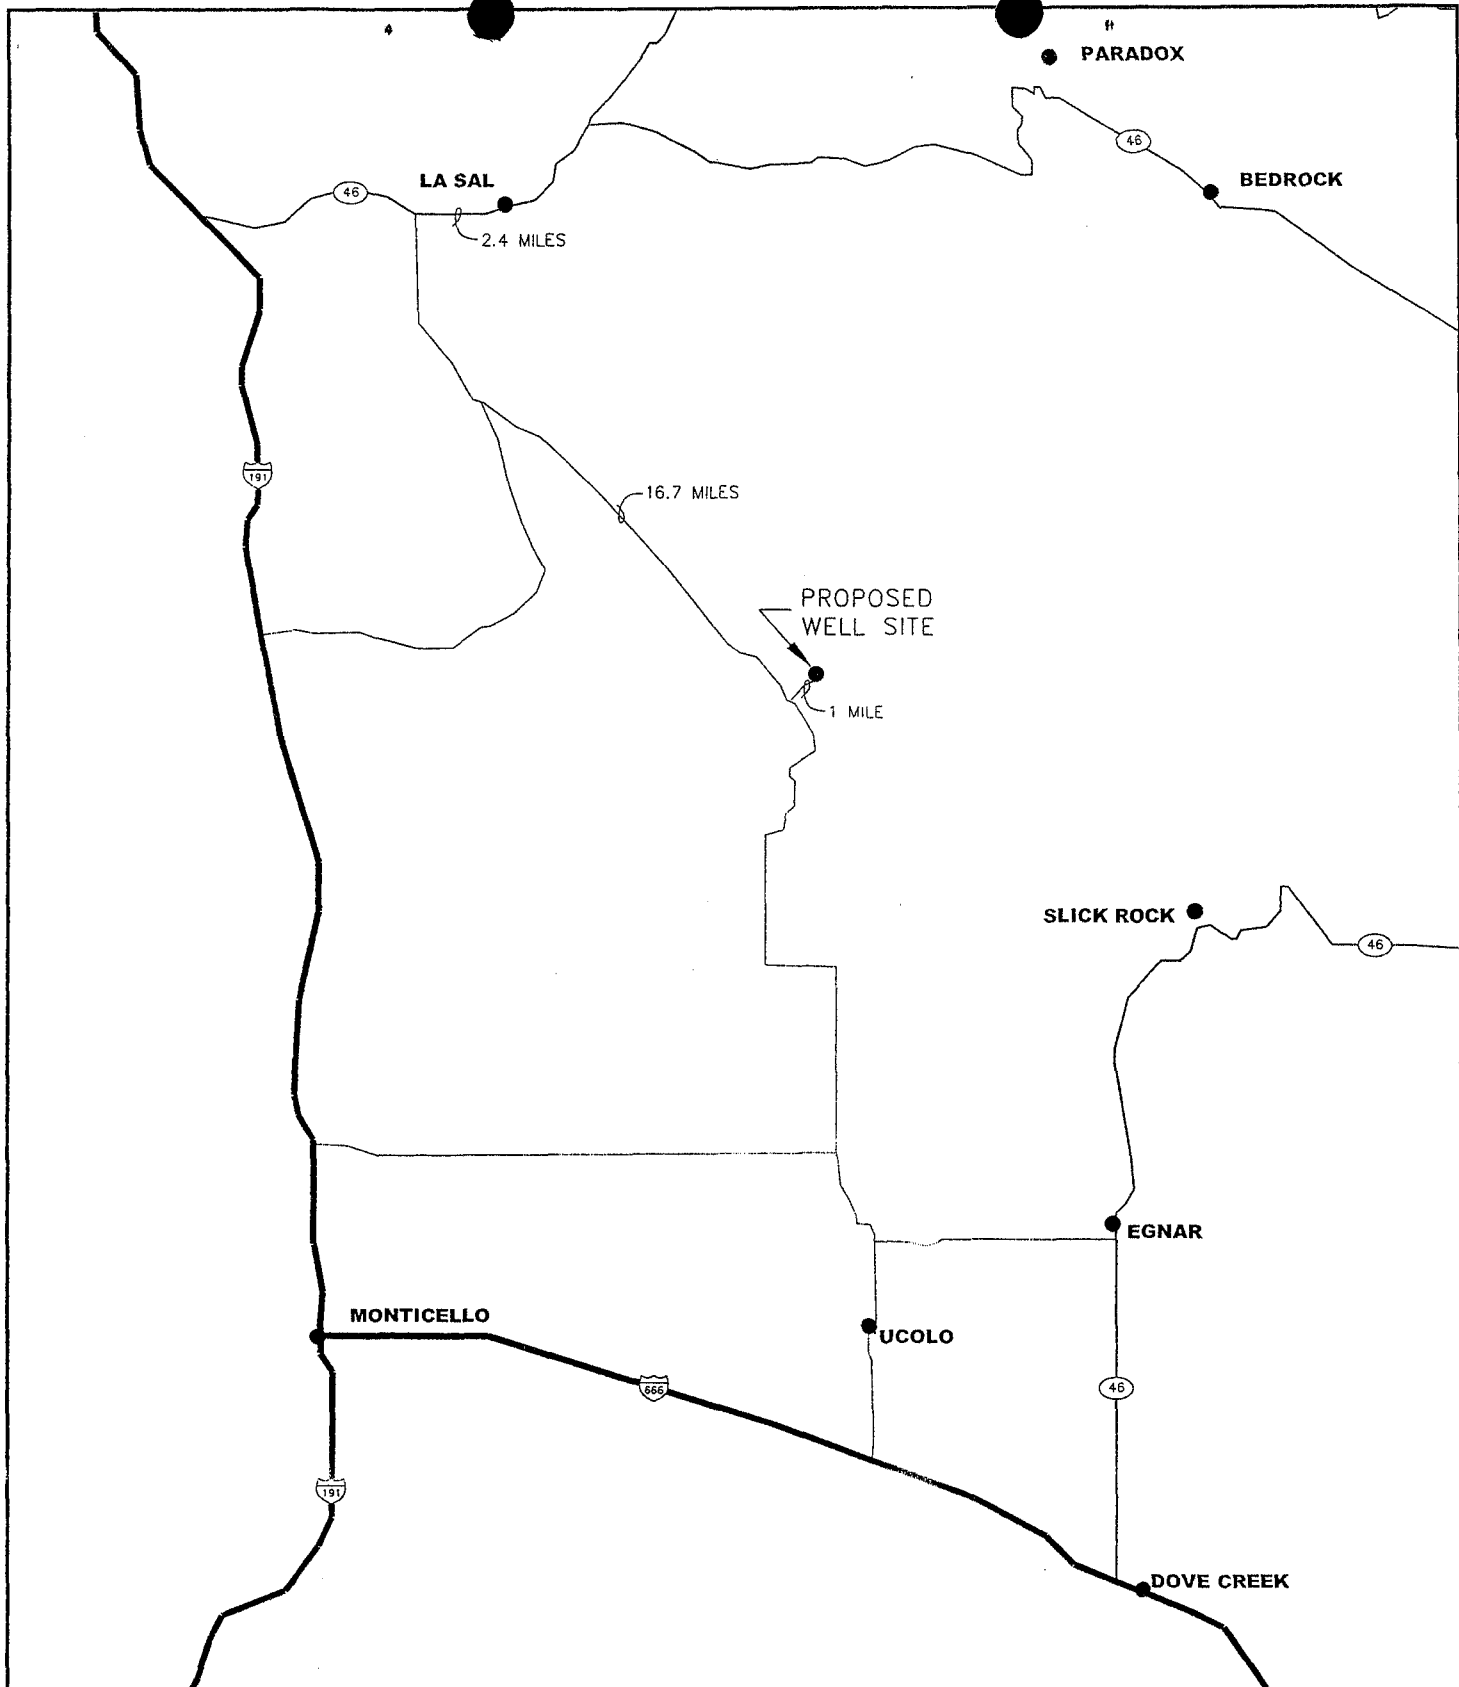 PARADOX
46
BEDROCK
LA SAL
46
2.4 MILES
191
16.7 MILES
PROPOSED
WELL SITE
1 MILE
SLICK ROCK
46
EGNAR
MONTICELLO
UCOLO
666
46
191
DOVE CREEK